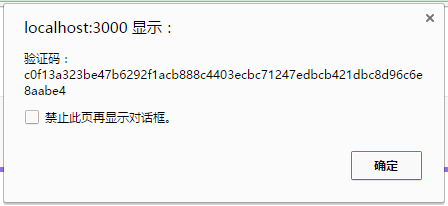 localhost:3000 显示：
验证码：
c0f13a323be47b6292f1acb888c4403ecbc71247edbcb421dbc8d96c6e
8aabe4
禁止此页再显示对话框。
确定